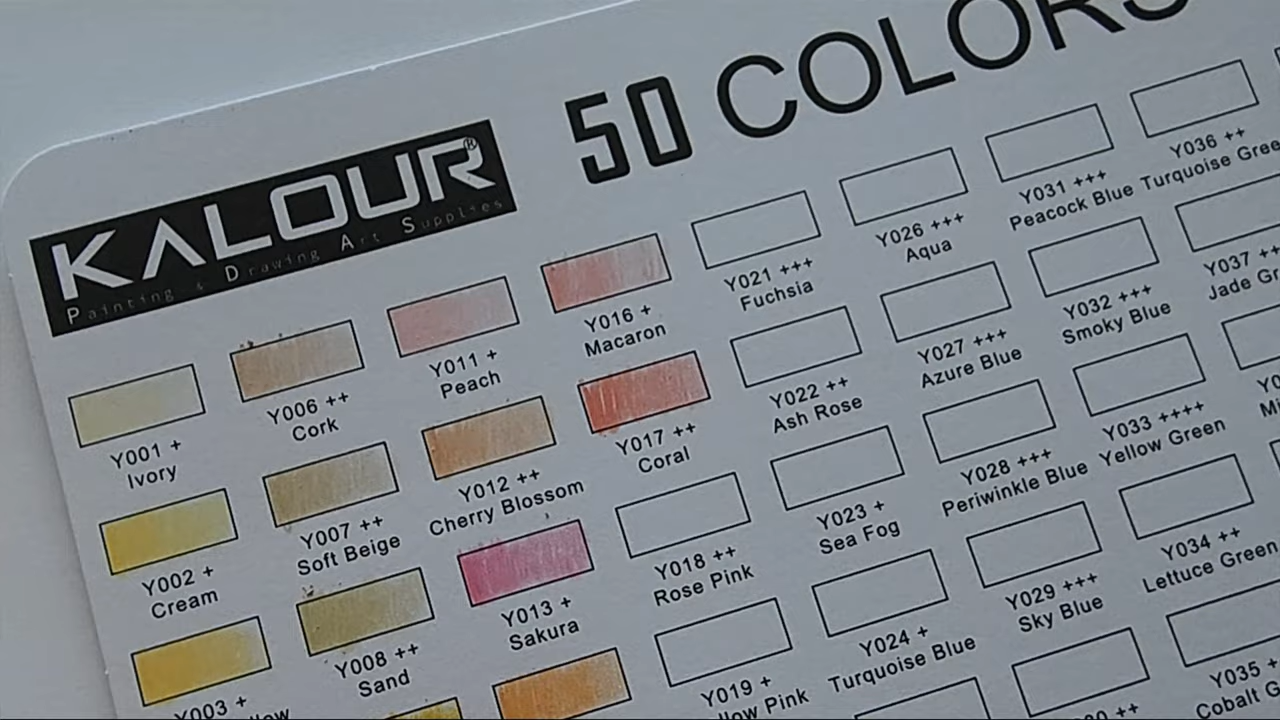 50 COLORS
KALOUR®
Painting & Drawing Art Supplies
Y001 +
Ivory
Y002 +
Cream
Y003 +
Y006 ++
Cork
Y007 ++
Soft Beige
Y008 ++
Sand
Y011 +
Peach
Y012 ++
Cherry Blossom
Y013 +
Sakura
Y016 +
Macaron
Y017 ++
Coral
Y018 ++
Rose Pink
Y019 +
Pink
Y021 +++
Fuchsia
Y022 ++
Ash Rose
Y023 +
Sea Fog
Y024 +
Turquoise Blue
Y026 +++
Aqua
Y027 +++
Azure Blue
Y028 +++
Periwinkle Blue
Y029 +++
Sky Blue
Y031 +++
Peacock Blue
Y032 +++
Smoky Blue
Y033 ++++
Yellow Green
Y034 ++
Lettuce Green
Y035 +
Cobalt G
Y036 ++
Turquoise Gree
Y037 ++
Jade Gr